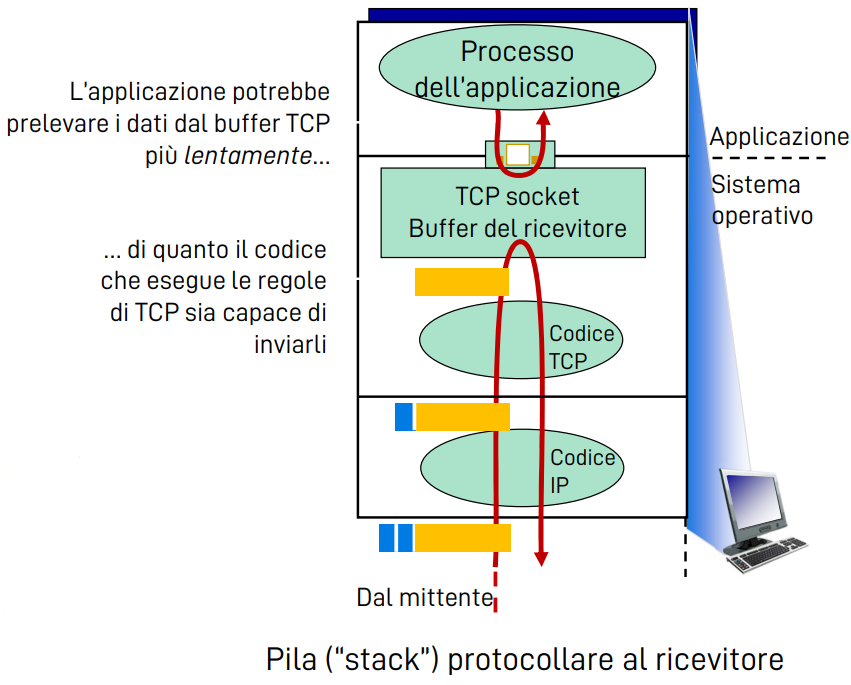 Processo
dell'applicazione
L'applicazione potrebbe
prelevare i dati dal buffer TCP
più lentamente...
Applicazione
Sistema
operativo
TCP socket
Buffer del ricevitore
... di quanto il codice
che esegue le regole
di TCP sia capace di
inviarli
Codice
TCP
Codice
IP
Dal mittente
Pila (“stack”) protocollare al ricevitore